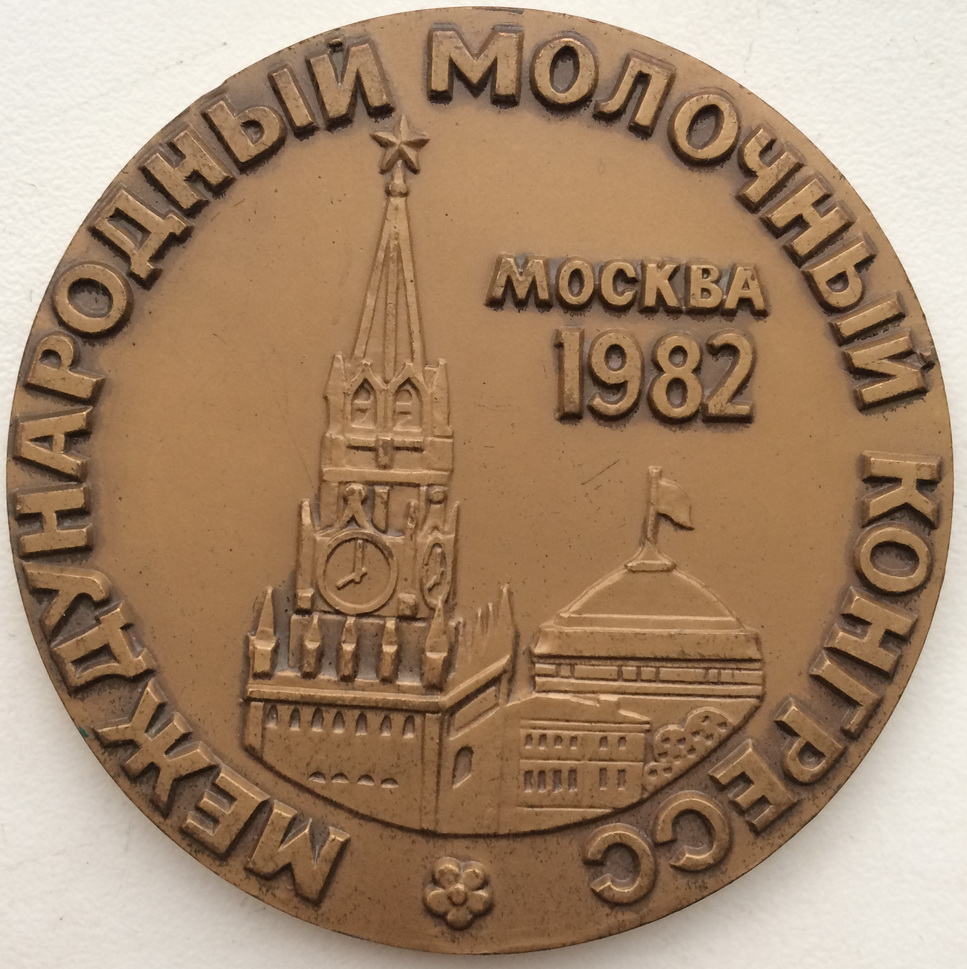 МЕЖДУНАРОДНЫЙ МОЛОЧНЫЙ КОНГРЕСС
МОСКВА
1982